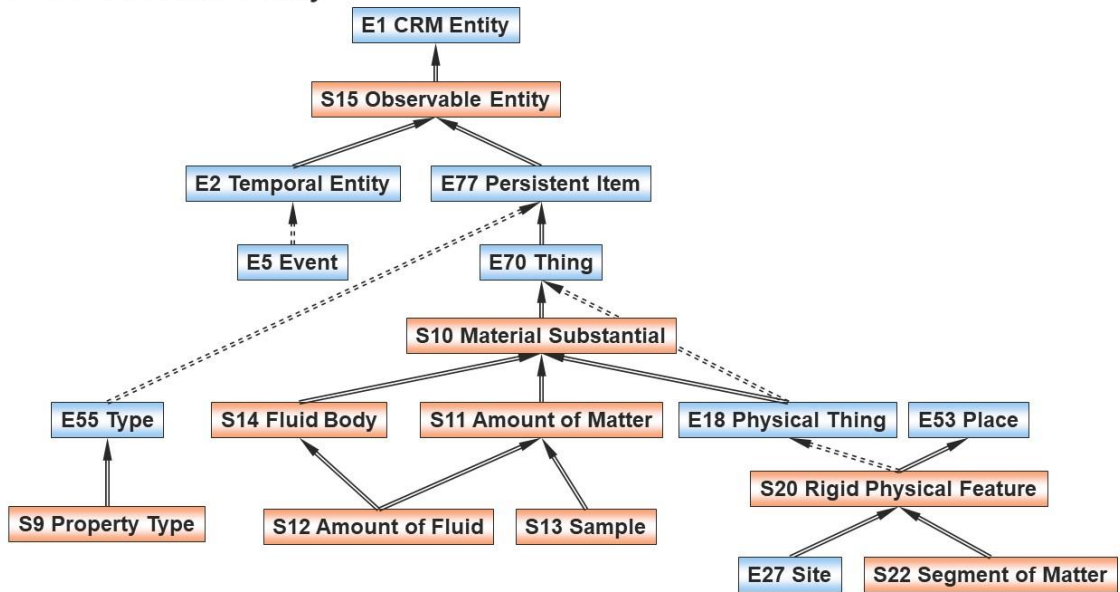 E1 CRM Entity
S15 Observable Entity
E2 Temporal Entity
E77 Persistent Item
E5 Event
E70 Thing
S10 Material Substantial
E55 Type
S14 Fluid Body
S11 Amount of Matter
E18 Physical Thing
E53 Place
S20 Rigid Physical Feature
S9 Property Type
S12 Amount of Fluid
S13 Sample
E27 Site
S22 Segment of Matter